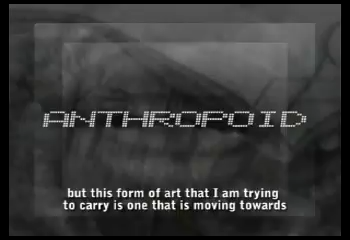 ANTHROPOID
but this form of art that I am trying
to carry is one that is moving towards